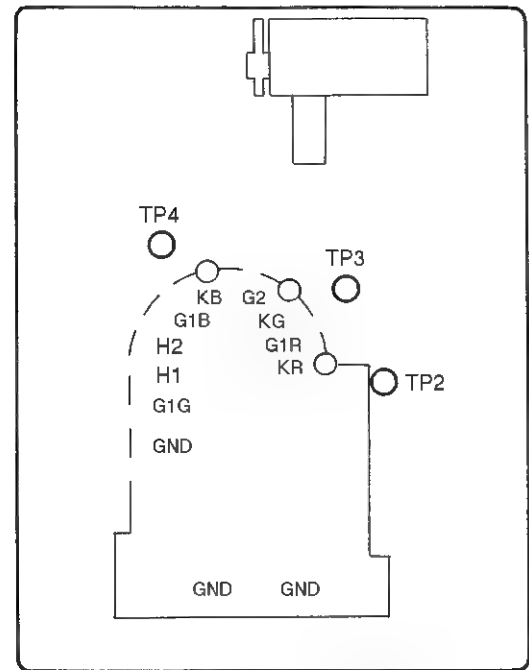 TP4
TP3
KB G2
G1B KG
H2 G1R
H1 KR
TP2
G1G
GND
GND GND